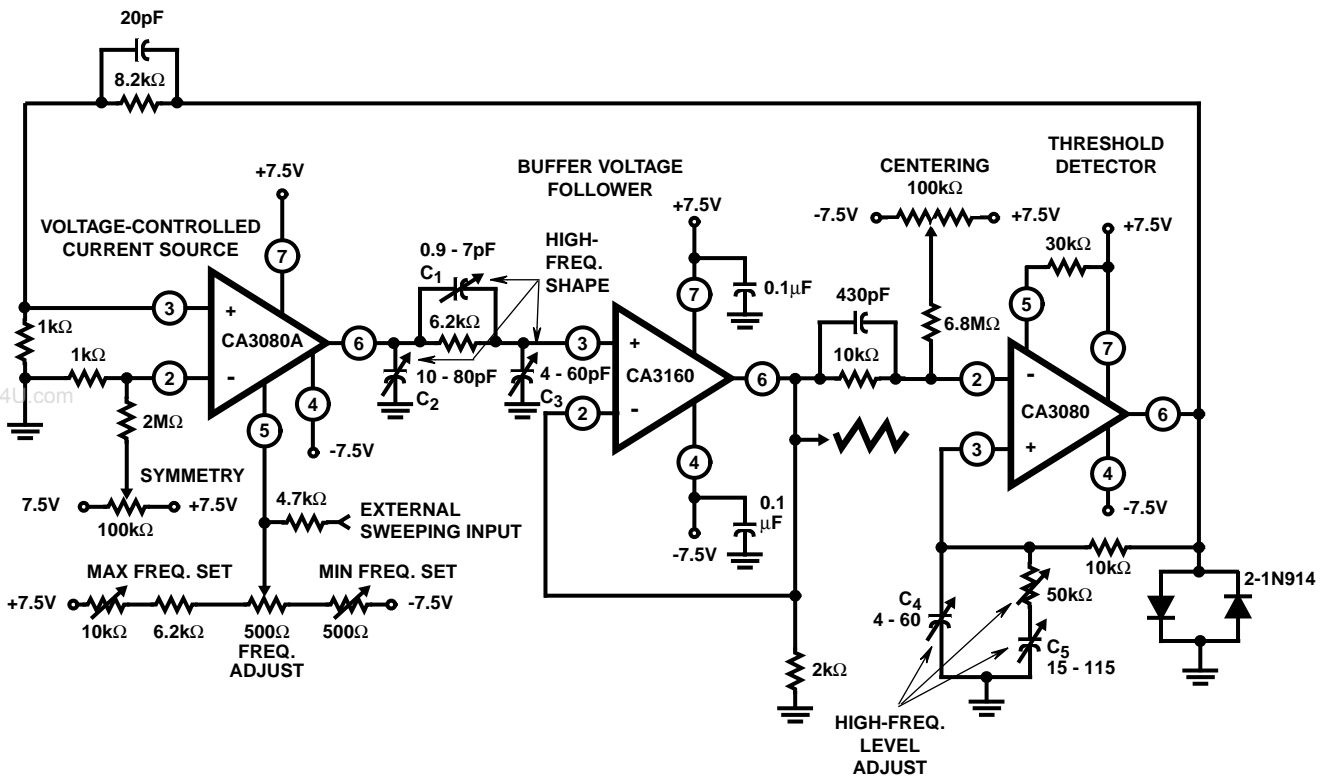 20pF
8.2kΩ
+7.5V
VOLTAGE-CONTROLLED
CURRENT SOURCE
7
3
+
CA3080A
6
1kΩ
1kΩ
2
-
4
5
-7.5V
2MΩ
SYMMETRY
7.5V
+7.5V
100kΩ
4.7kΩ
EXTERNAL
SWEEPING INPUT
MAX FREQ. SET
MIN FREQ. SET
+7.5V
-7.5V
10kΩ
6.2kΩ
500Ω
500Ω
FREQ.
ADJUST
4U.com
BUFFER VOLTAGE
FOLLOWER
0.9 - 7pF
C1
HIGH-
FREQ.
SHAPE
6.2kΩ
10 - 80pF
C2
4 - 60pF
C3
+7.5V
7
0.1μF
3
+
CA3160
6
2
-
4
0.1
μF
-7.5V
2kΩ
430pF
10kΩ
CENTERING
100kΩ
-7.5V
+7.5V
6.8MΩ
THRESHOLD
DETECTOR
+7.5V
30kΩ
5
7
2
-
CA3080
6
3
+
4
-7.5V
10kΩ
2-1N914
C4
4 - 60
50kΩ
C5
15 - 115
HIGH-FREQ.
LEVEL
ADJUST